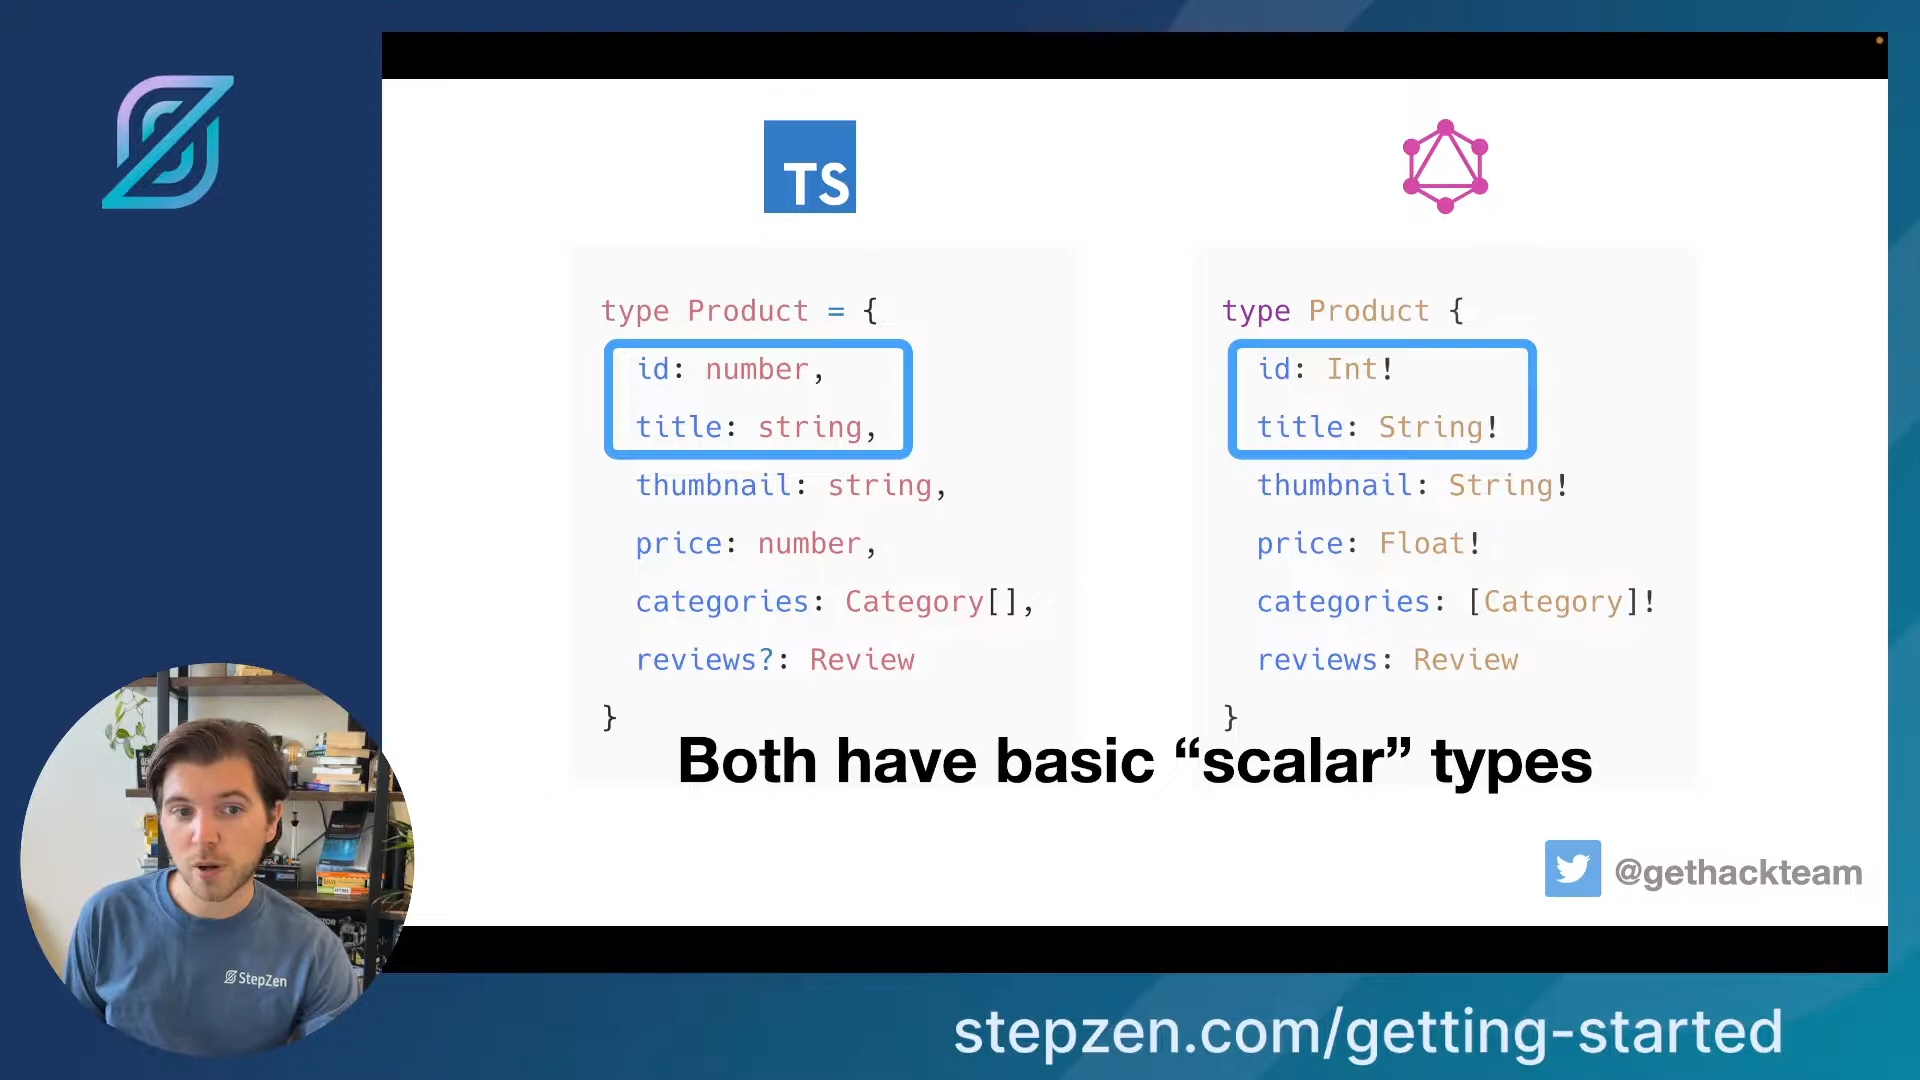 TS
type Product = {
id: number,
title: string,
thumbnail: string,
price: number,
categories: Category[],
reviews?: Review
}
type Product {
id: Int!
title: String!
thumbnail: String!
price: Float!
categories: [Category]!
reviews: Review
}
Both have basic “scalar” types
@gethackteam
StepZen
stepzen.com/getting-started